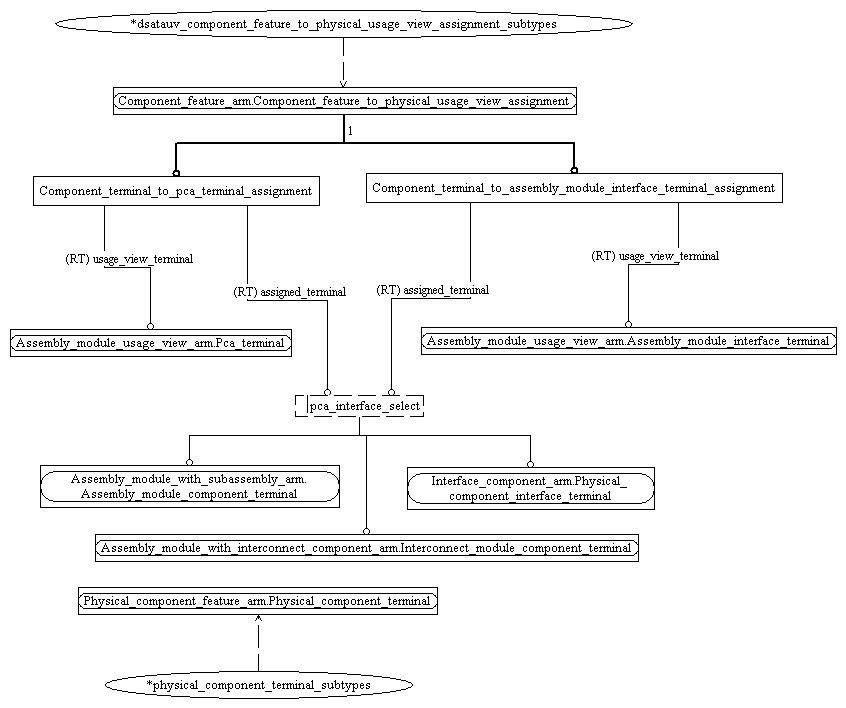 *dsatauv_component_feature_to_physical_usage_view_assignment_subtypes
Component_feature_arm.Component_feature_to_physical_usage_view_assignment
1
Component_terminal_to_pca_terminal_assignment
Component_terminal_to_assembly_module_interface_terminal_assignment
(RT) usage_view_terminal
(RT) usage_view_terminal
(RT) assigned_terminal
(RT) assigned_terminal
Assembly_module_usage_view_arm.Pca_terminal
Assembly_module_usage_view_arm.Assembly_module_interface_terminal
pca_interface_select
Assembly_module_with_subassembly_arm.
Assembly_module_component_terminal
Interface_component_arm.Physical_
component_interface_terminal
Assembly_module_with_interconnect_component_arm.Interconnect_module_component_terminal
Physical_component_feature_arm.Physical_component_terminal
*physical_component_terminal_subtypes